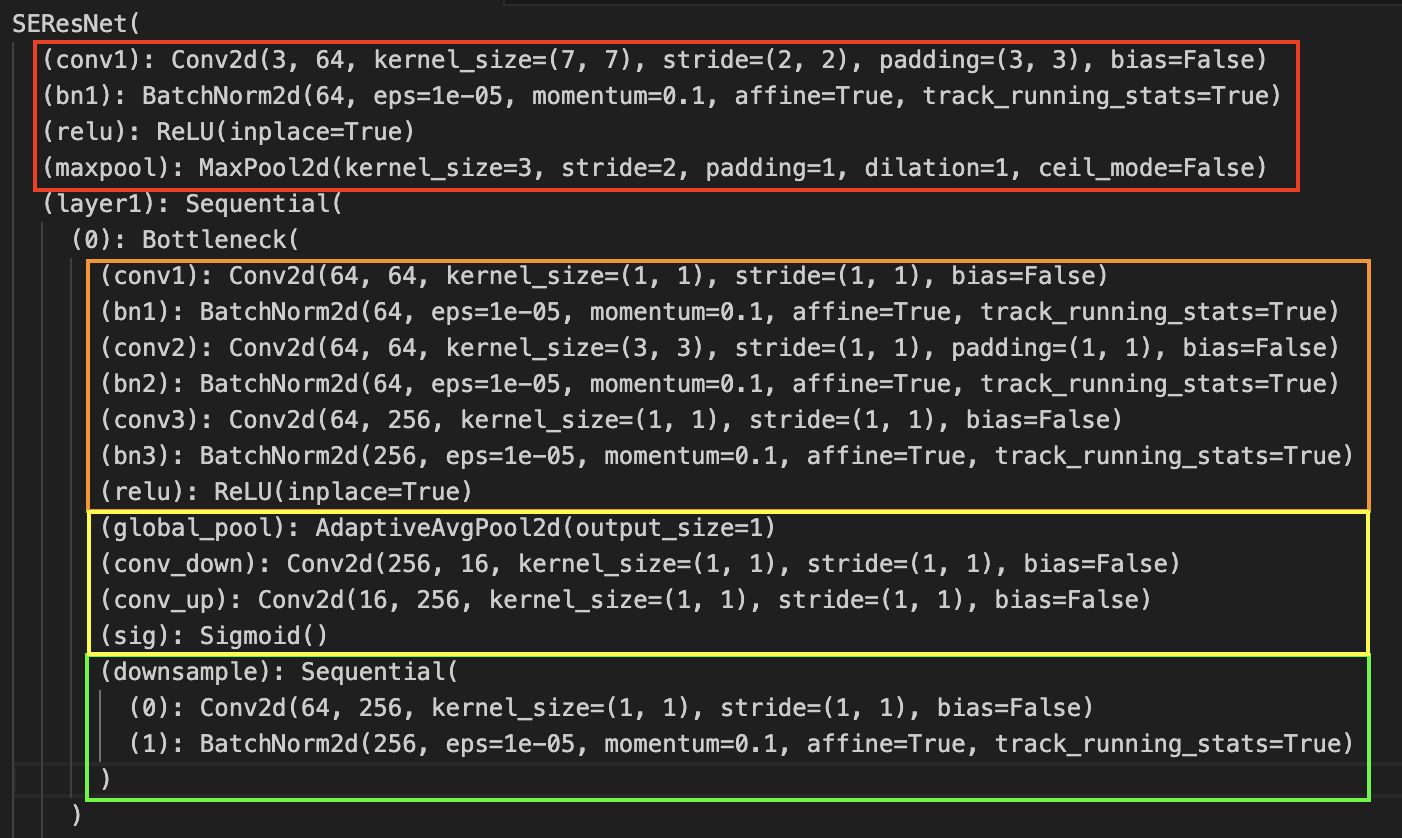 SEResNet(
(conv1): Conv2d(3, 64, kernel_size=(7, 7), stride=(2, 2), padding=(3, 3), bias=False)
(bn1): BatchNorm2d(64, eps=1e-05, momentum=0.1, affine=True, track_running_stats=True)
(relu): ReLU(inplace=True)
(maxpool): MaxPool2d(kernel_size=3, stride=2, padding=1, dilation=1, ceil_mode=False)
(layer1): Sequential(
(0): Bottleneck(
(conv1): Conv2d(64, 64, kernel_size=(1, 1), stride=(1, 1), bias=False)
(bn1): BatchNorm2d(64, eps=1e-05, momentum=0.1, affine=True, track_running_stats=True)
(conv2): Conv2d(64, 64, kernel_size=(3, 3), stride=(1, 1), padding=(1, 1), bias=False)
(bn2): BatchNorm2d(64, eps=1e-05, momentum=0.1, affine=True, track_running_stats=True)
(conv3): Conv2d(64, 256, kernel_size=(1, 1), stride=(1, 1), bias=False)
(bn3): BatchNorm2d(256, eps=1e-05, momentum=0.1, affine=True, track_running_stats=True)
(relu): ReLU(inplace=True)
(global_pool): AdaptiveAvgPool2d(output_size=1)
(conv_down): Conv2d(256, 16, kernel_size=(1, 1), stride=(1, 1), bias=False)
(conv_up): Conv2d(16, 256, kernel_size=(1, 1), stride=(1, 1), bias=False)
(sig): Sigmoid()
(downsample): Sequential(
(0): Conv2d(64, 256, kernel_size=(1, 1), stride=(1, 1), bias=False)
(1): BatchNorm2d(256, eps=1e-05, momentum=0.1, affine=True, track_running_stats=True)
)
)